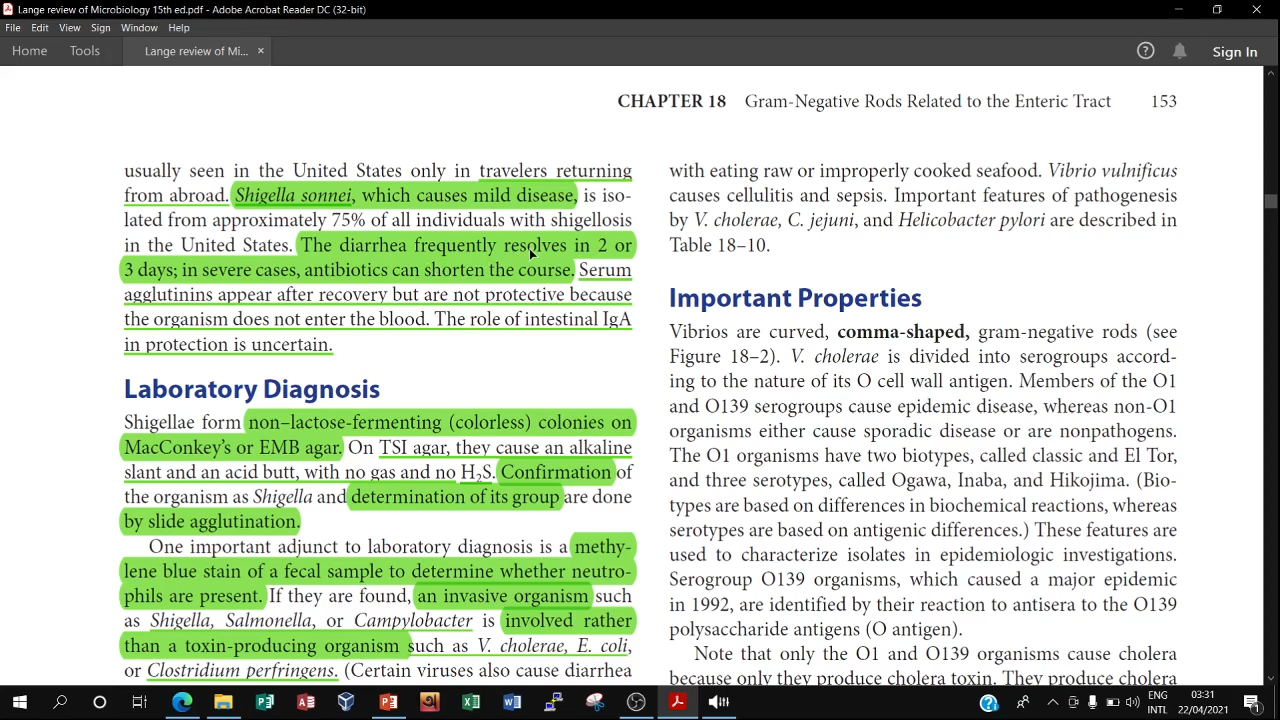 Lange review of Microbiology 15th ed.pdf - Adobe Acrobat Reader DC (32-bit)
File Edit View Sign Window Help
Home Tools Lange review of Mi... × Sign In
CHAPTER 18 Gram-Negative Rods Related to the Enteric Tract 153
usually seen in the United States only in travelers returning
from abroad. Shigella sonnei, which causes mild disease, is iso-
lated from approximately 75% of all individuals with shigellosis
in the United States. The diarrhea frequently resolves in 2 or
3 days; in severe cases, antibiotics can shorten the course. Serum
agglutinins appear after recovery but are not protective because
the organism does not enter the blood. The role of intestinal IgA
in protection is uncertain.
Laboratory Diagnosis
Shigellae form non–lactose-fermenting (colorless) colonies on
MacConkey's or EMB agar. On TSI agar, they cause an alkaline
slant and an acid butt, with no gas and no H2S. Confirmation of
the organism as Shigella and determination of its group are done
by slide agglutination.
One important adjunct to laboratory diagnosis is a methy-
lene blue stain of a fecal sample to determine whether neutro-
phils are present. If they are found, an invasive organism such
as Shigella, Salmonella, or Campylobacter is involved rather
than a toxin-producing organism such as V. cholerae, E. coli,
or Clostridium perfringens. (Certain viruses also cause diarrhea
with eating raw or improperly cooked seafood. Vibrio vulnificus
causes cellulitis and sepsis. Important features of pathogenesis
by V. cholerae, C. jejuni, and Helicobacter pylori are described in
Table 18–10.
Important Properties
Vibrios are curved, comma-shaped, gram-negative rods (see
Figure 18–2). V. cholerae is divided into serogroups accord-
ing to the nature of its O cell wall antigen. Members of the O1
and O139 serogroups cause epidemic disease, whereas non-O1
organisms either cause sporadic disease or are nonpathogens.
The O1 organisms have two biotypes, called classic and El Tor,
and three serotypes, called Ogawa, Inaba, and Hikojima. (Bio-
types are based on differences in biochemical reactions, whereas
serotypes are based on antigenic differences.) These features are
used to characterize isolates in epidemiologic investigations.
Serogroup O139 organisms, which caused a major epidemic
in 1992, are identified by their reaction to antisera to the O139
polysaccharide antigens (O antigen).
Note that only the O1 and O139 organisms cause cholera
because only they produce cholera toxin. They produce cholera
ENG 03:31
INTL 22/04/2021